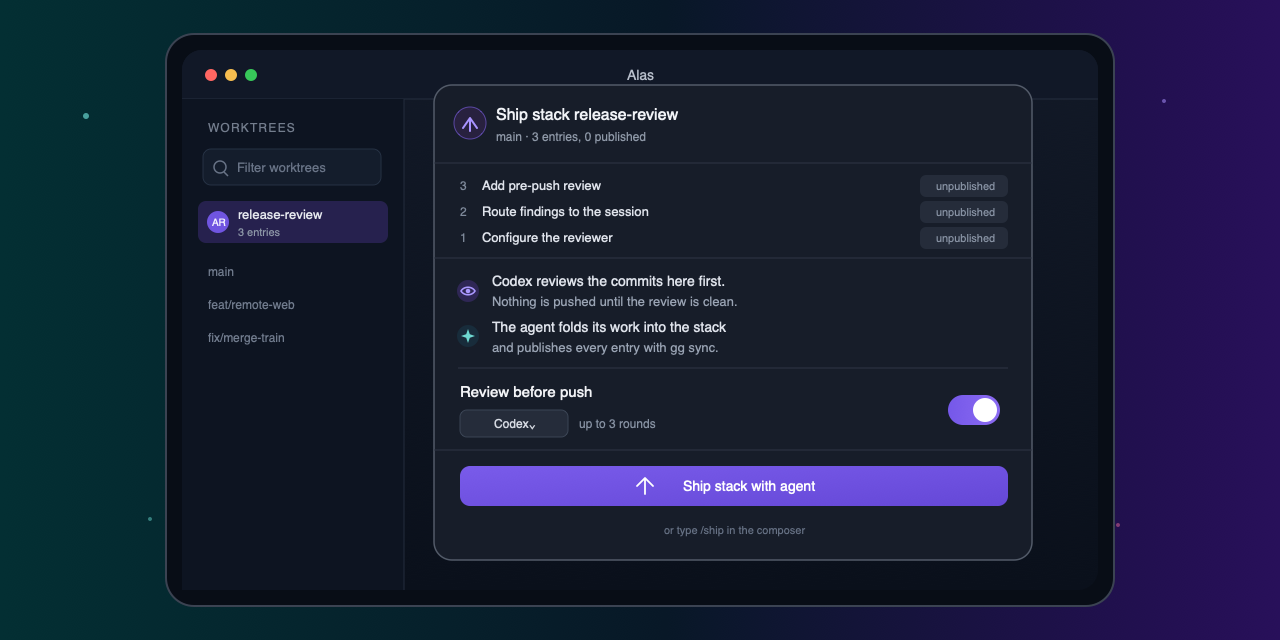 Alas
WORKTREES
Filter worktrees
AR
release-review
3 entries
main
feat/remote-web
fix/merge-train
Ship stack release-review
main · 3 entries, 0 published
3 Add pre-push review unpublished
2 Route findings to the session unpublished
1 Configure the reviewer unpublished
Codex reviews the commits here first.
Nothing is pushed until the review is clean.
The agent folds its work into the stack
and publishes every entry with gg sync.
Review before push
Codex up to 3 rounds
Ship stack with agent
or type /ship in the composer